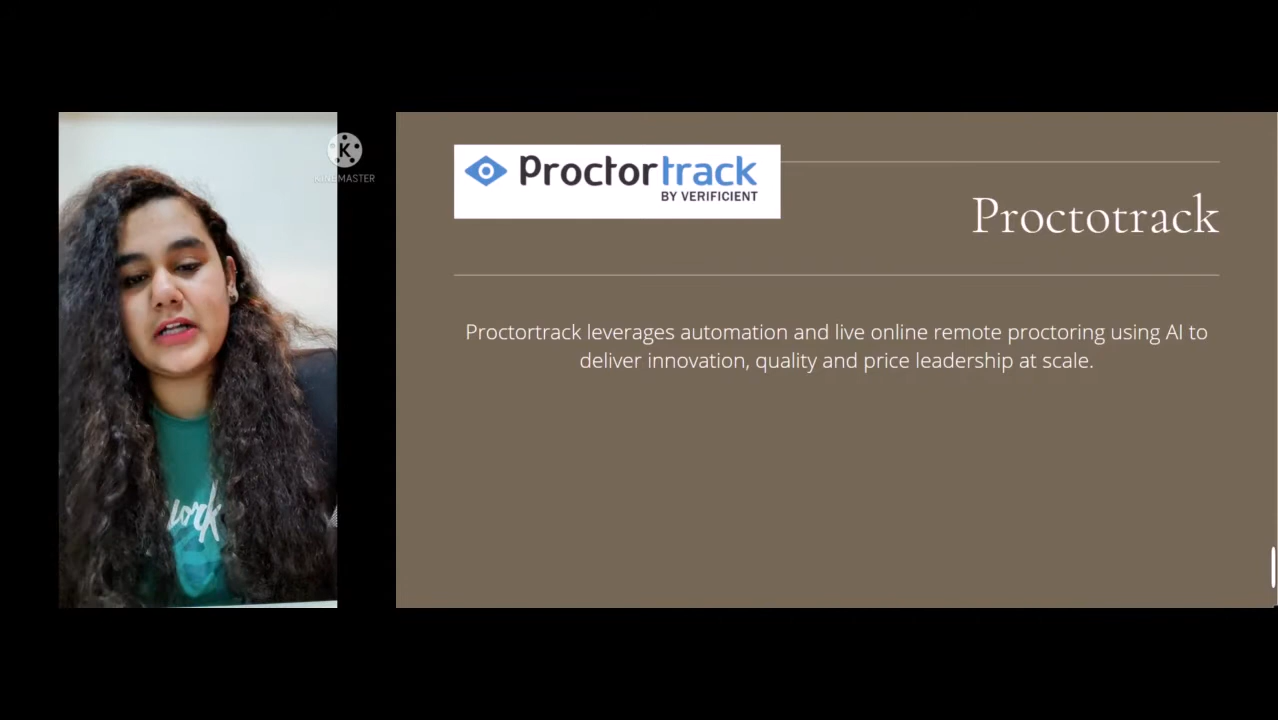 KINEMASTER
Proctortrack
BY VERIFICIENT
Proctotrack
Proctortrack leverages automation and live online remote proctoring using AI to
deliver innovation, quality and price leadership at scale.
work